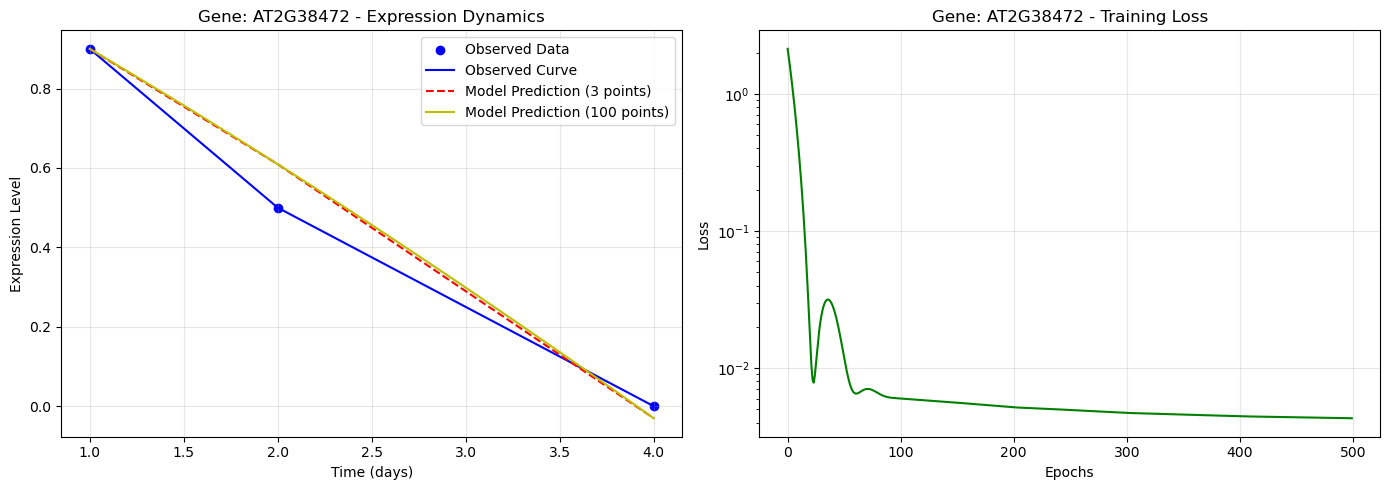 Gene: AT2G38472 - Expression Dynamics
Observed Data
Observed Curve
Model Prediction (3 points)
Model Prediction (100 points)
Expression Level
0.8
0.6
0.4
0.2
0.0
1.0 1.5 2.0 2.5 3.0 3.5 4.0
Time (days)
Gene: AT2G38472 - Training Loss
Loss
10⁰
10⁻¹
10⁻²
0 100 200 300 400 500
Epochs